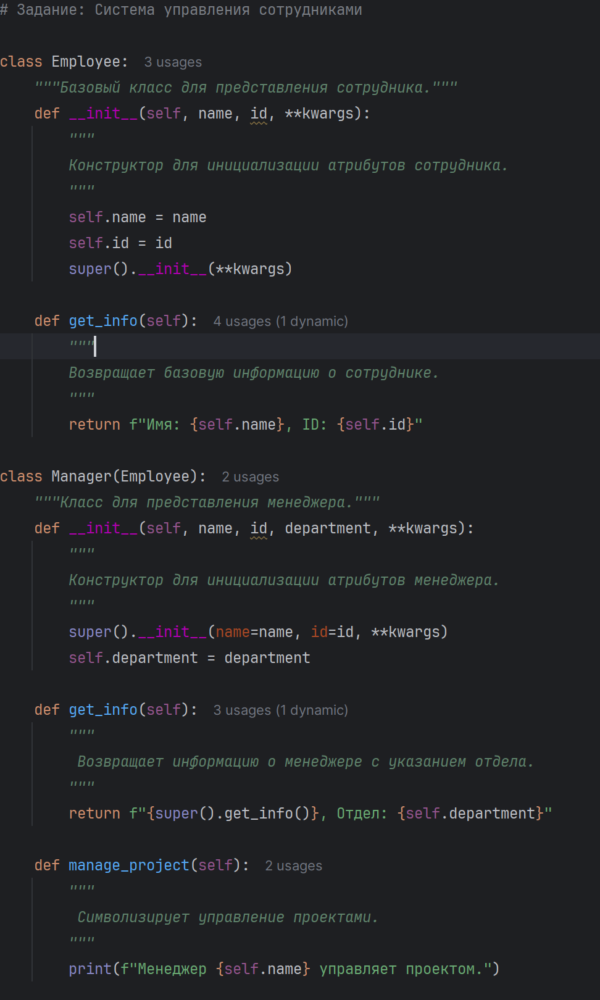 # Задание: Система управления сотрудниками
class Employee: 3 usages
"""Базовый класс для представления сотрудника."""
def __init__(self, name, id, **kwargs):
"""
Конструктор для инициализации атрибутов сотрудника.
"""
self.name = name
self.id = id
super().__init__(**kwargs)
def get_info(self): 4 usages (1 dynamic)
"""
Возвращает базовую информацию о сотруднике.
"""
return f"Имя: {self.name}, ID: {self.id}"
class Manager(Employee): 2 usages
"""Класс для представления менеджера."""
def __init__(self, name, id, department, **kwargs):
"""
Конструктор для инициализации атрибутов менеджера.
"""
super().__init__(name=name, id=id, **kwargs)
self.department = department
def get_info(self): 3 usages (1 dynamic)
"""
Возвращает информацию о менеджере с указанием отдела.
"""
return f"{super().get_info()}, Отдел: {self.department}"
def manage_project(self): 2 usages
"""
Символизирует управление проектами.
"""
print(f"Менеджер {self.name} управляет проектом.")